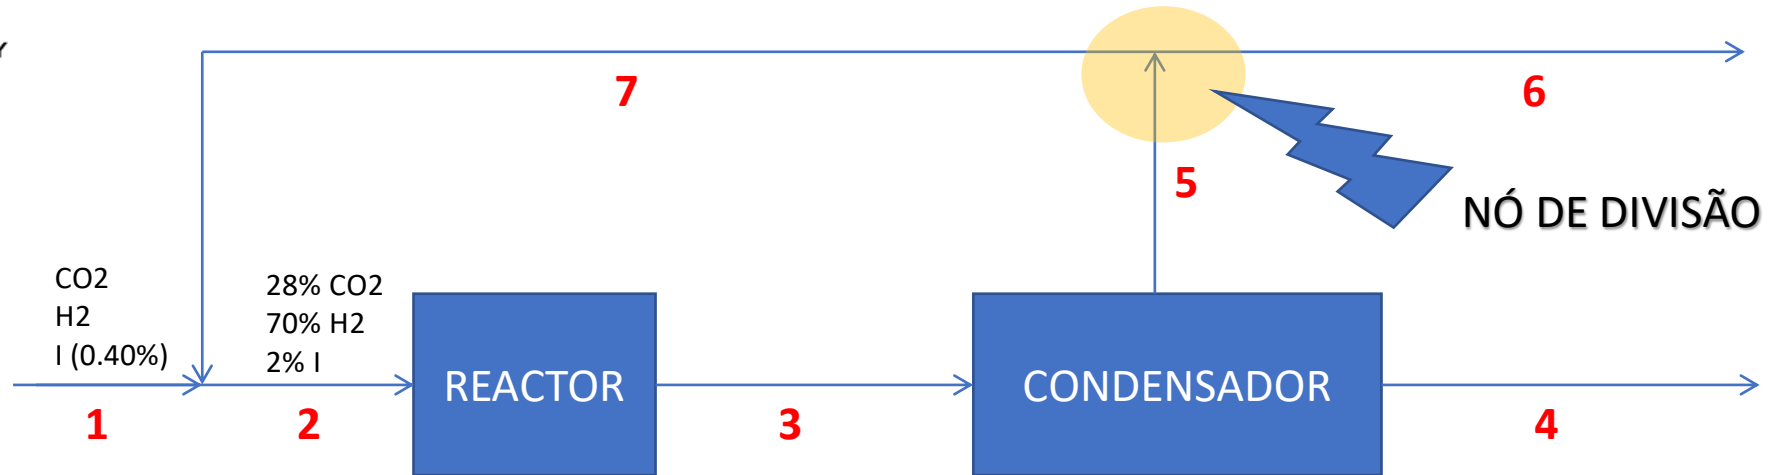 Y
7
6
5
NÓ DE DIVISÃO
CO2
H2
I (0.40%)
28% CO2
70% H2
2% I
REACTOR
CONDENSADOR
1
2
3
4